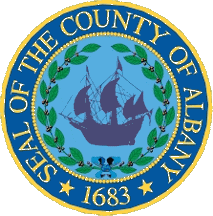 SEAL OF THE COUNTY OF ALBANY
1683